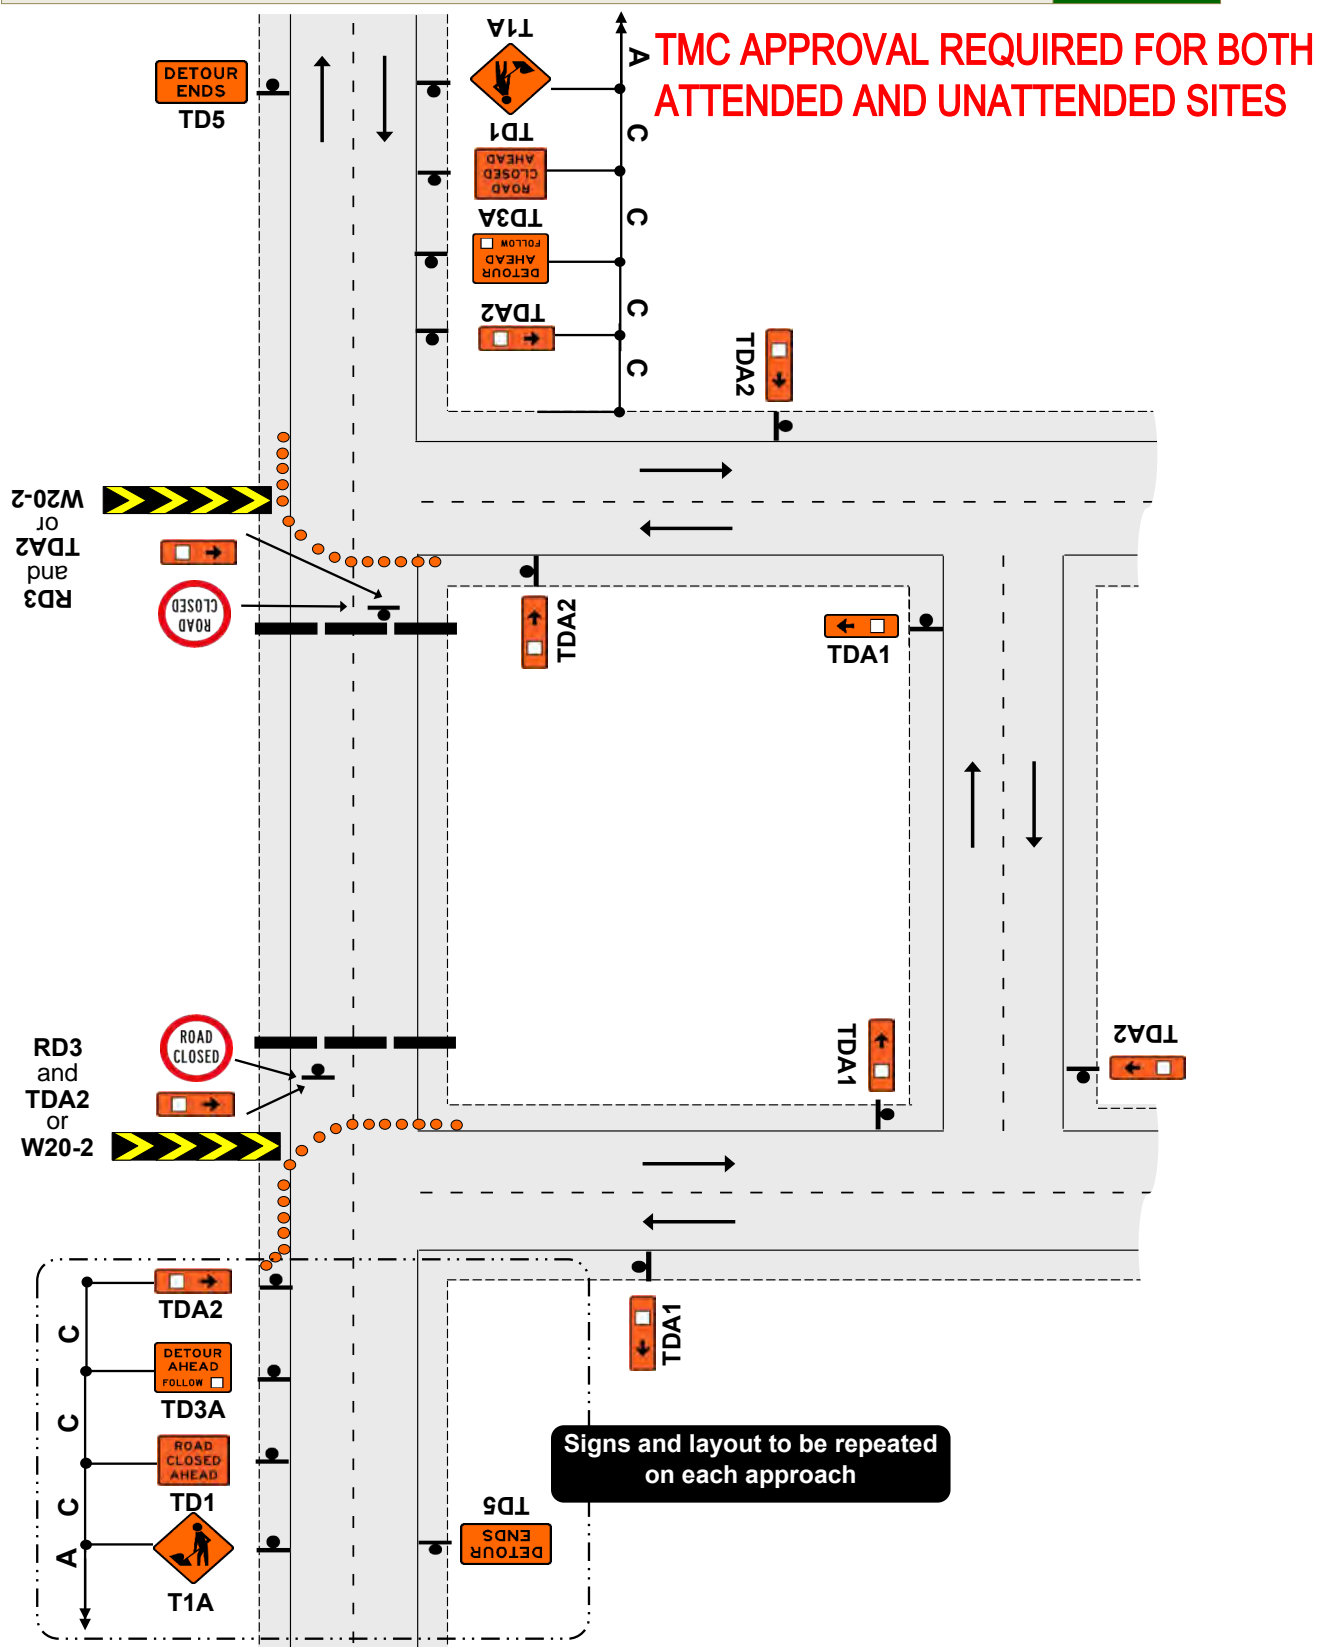 T1A
A
TMC APPROVAL REQUIRED FOR BOTH
ATTENDED AND UNATTENDED SITES
DETOUR
ENDS
TD5
C
TD1
ROAD
CLOSED
AHEAD
C
TD3A
DETOUR
AHEAD
FOLLOW
C
TDA2
C
TDA2
W20-2
or
TDA2
and
RD3
ROAD
CLOSED
TDA2
TDA1
RD3
and
TDA2
or
W20-2
ROAD
CLOSED
TDA1
TDA2
TDA2
C
DETOUR
AHEAD
FOLLOW
TD3A
C
ROAD
CLOSED
AHEAD
TD1
C
A
T1A
TDA1
Signs and layout to be repeated
on each approach
TD5
DETOUR
ENDS